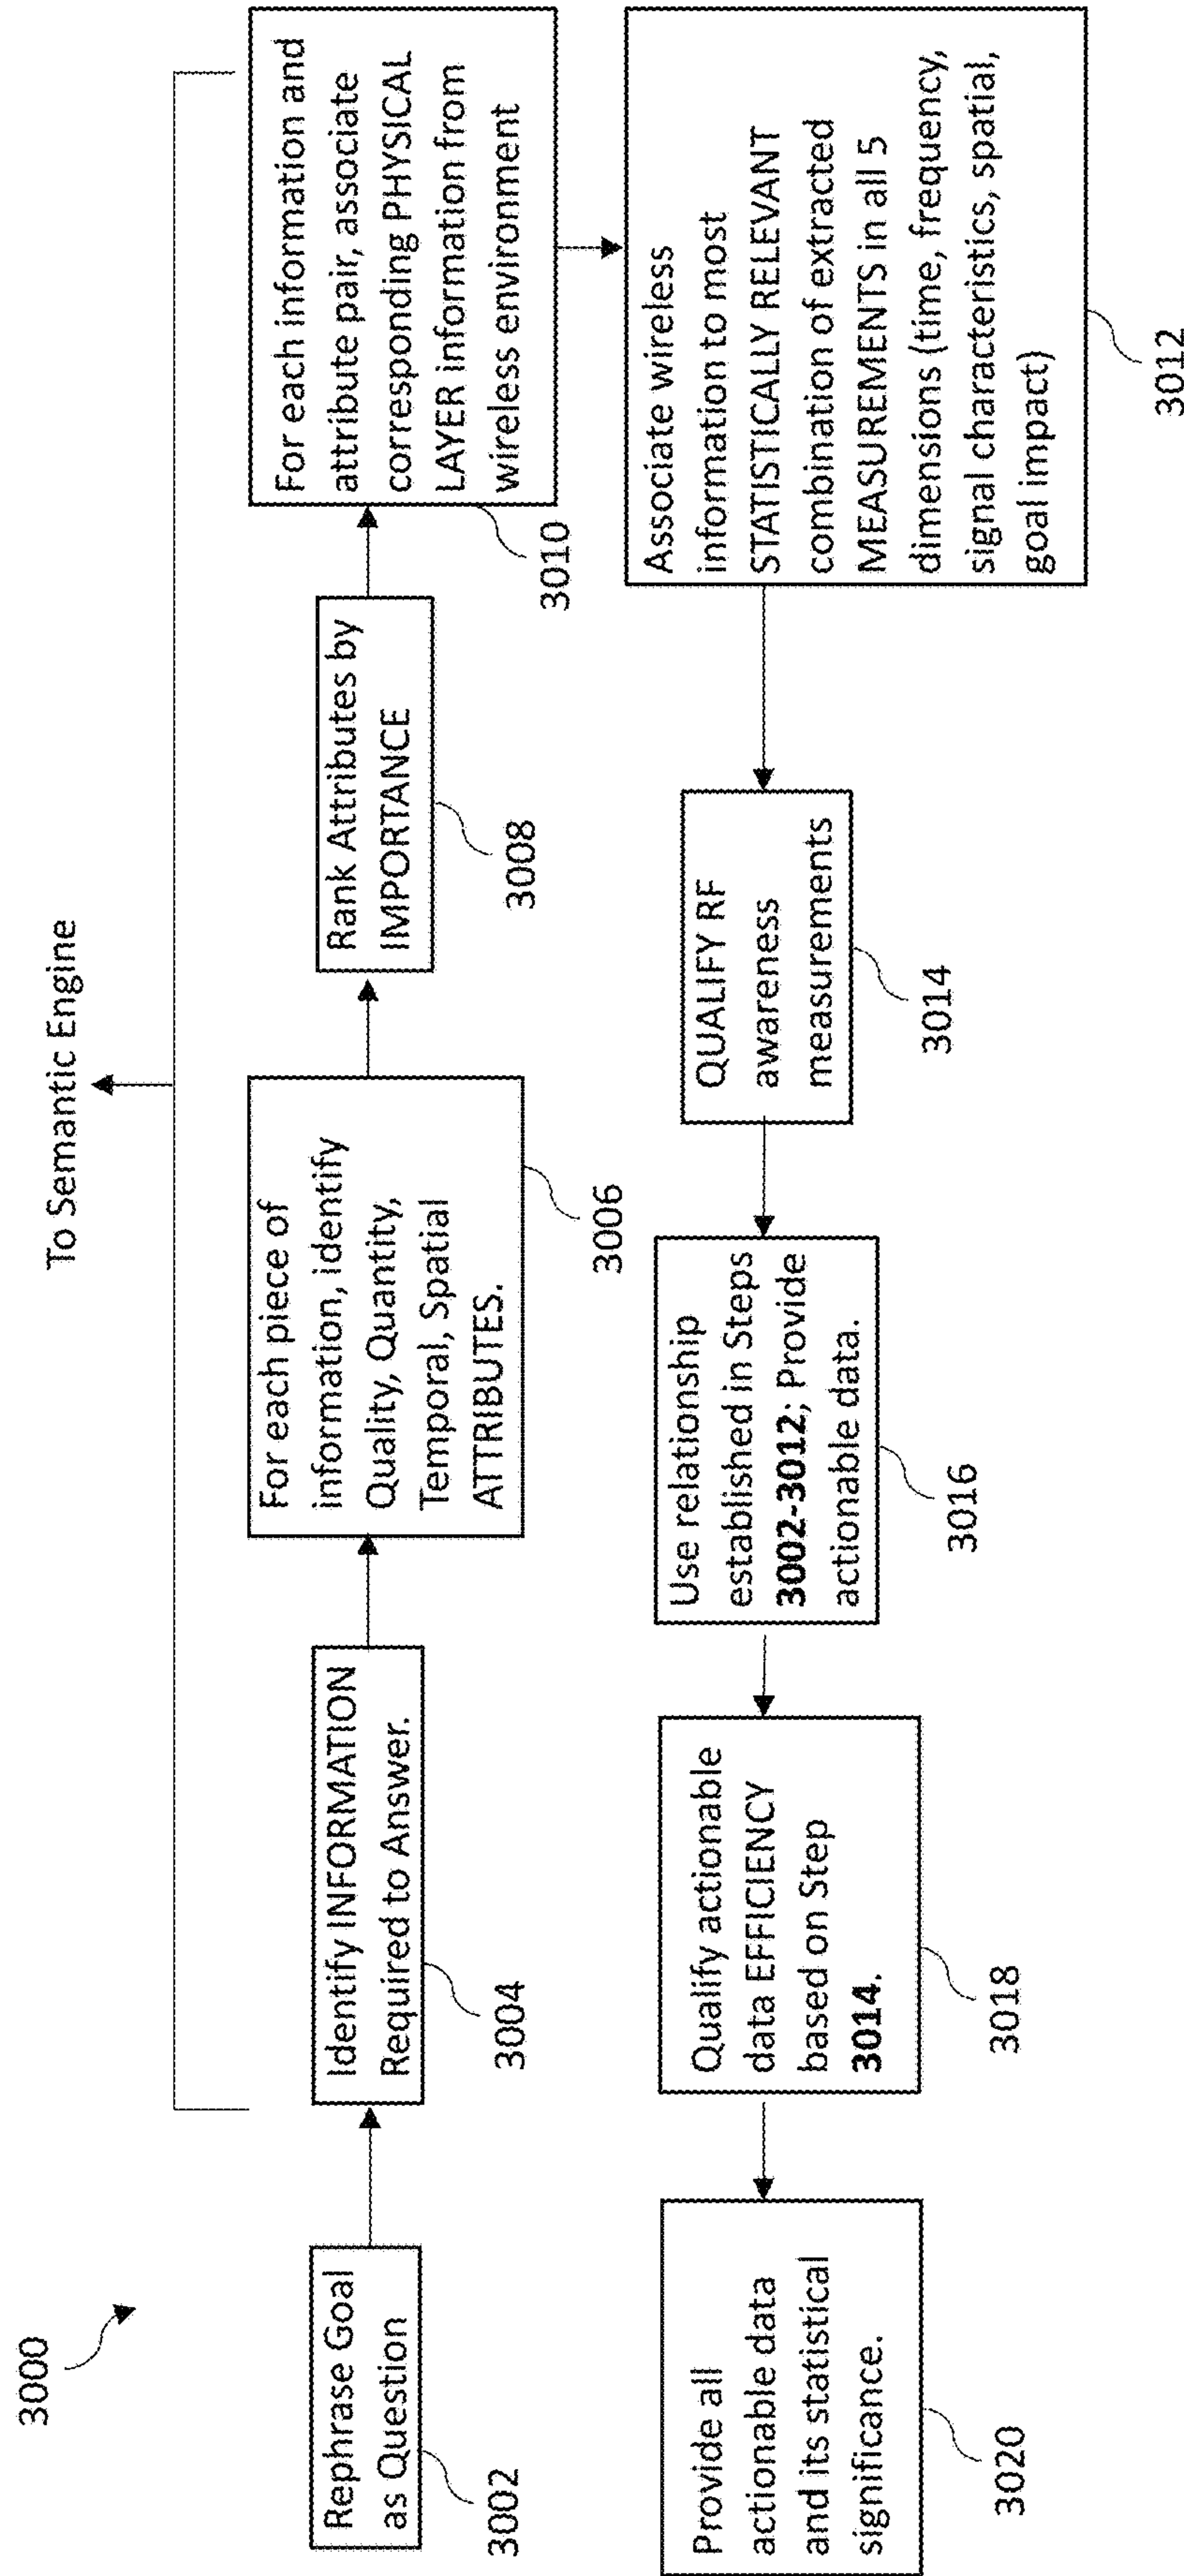 3000
To Semantic Engine
Rephrase Goal
as Question
3002
Identify INFORMATION
Required to Answer.
3004
For each piece of
information, identify
Quality, Quantity,
Temporal, Spatial
ATTRIBUTES.
3006
Rank Attributes by
IMPORTANCE
3008
For each information and
attribute pair, associate
corresponding PHYSICAL
LAYER information from
wireless environment
3010
Associate wireless
information to most
STATISTICALLY RELEVANT
combination of extracted
MEASUREMENTS in all 5
dimensions (time, frequency,
signal characteristics, spatial,
goal impact)
3012
QUALIFY RF
awareness
measurements
3014
Use relationship
established in Steps
3002-3012; Provide
actionable data.
3016
Qualify actionable
data EFFICIENCY
based on Step
3014.
3018
Provide all
actionable data
and its statistical
significance.
3020